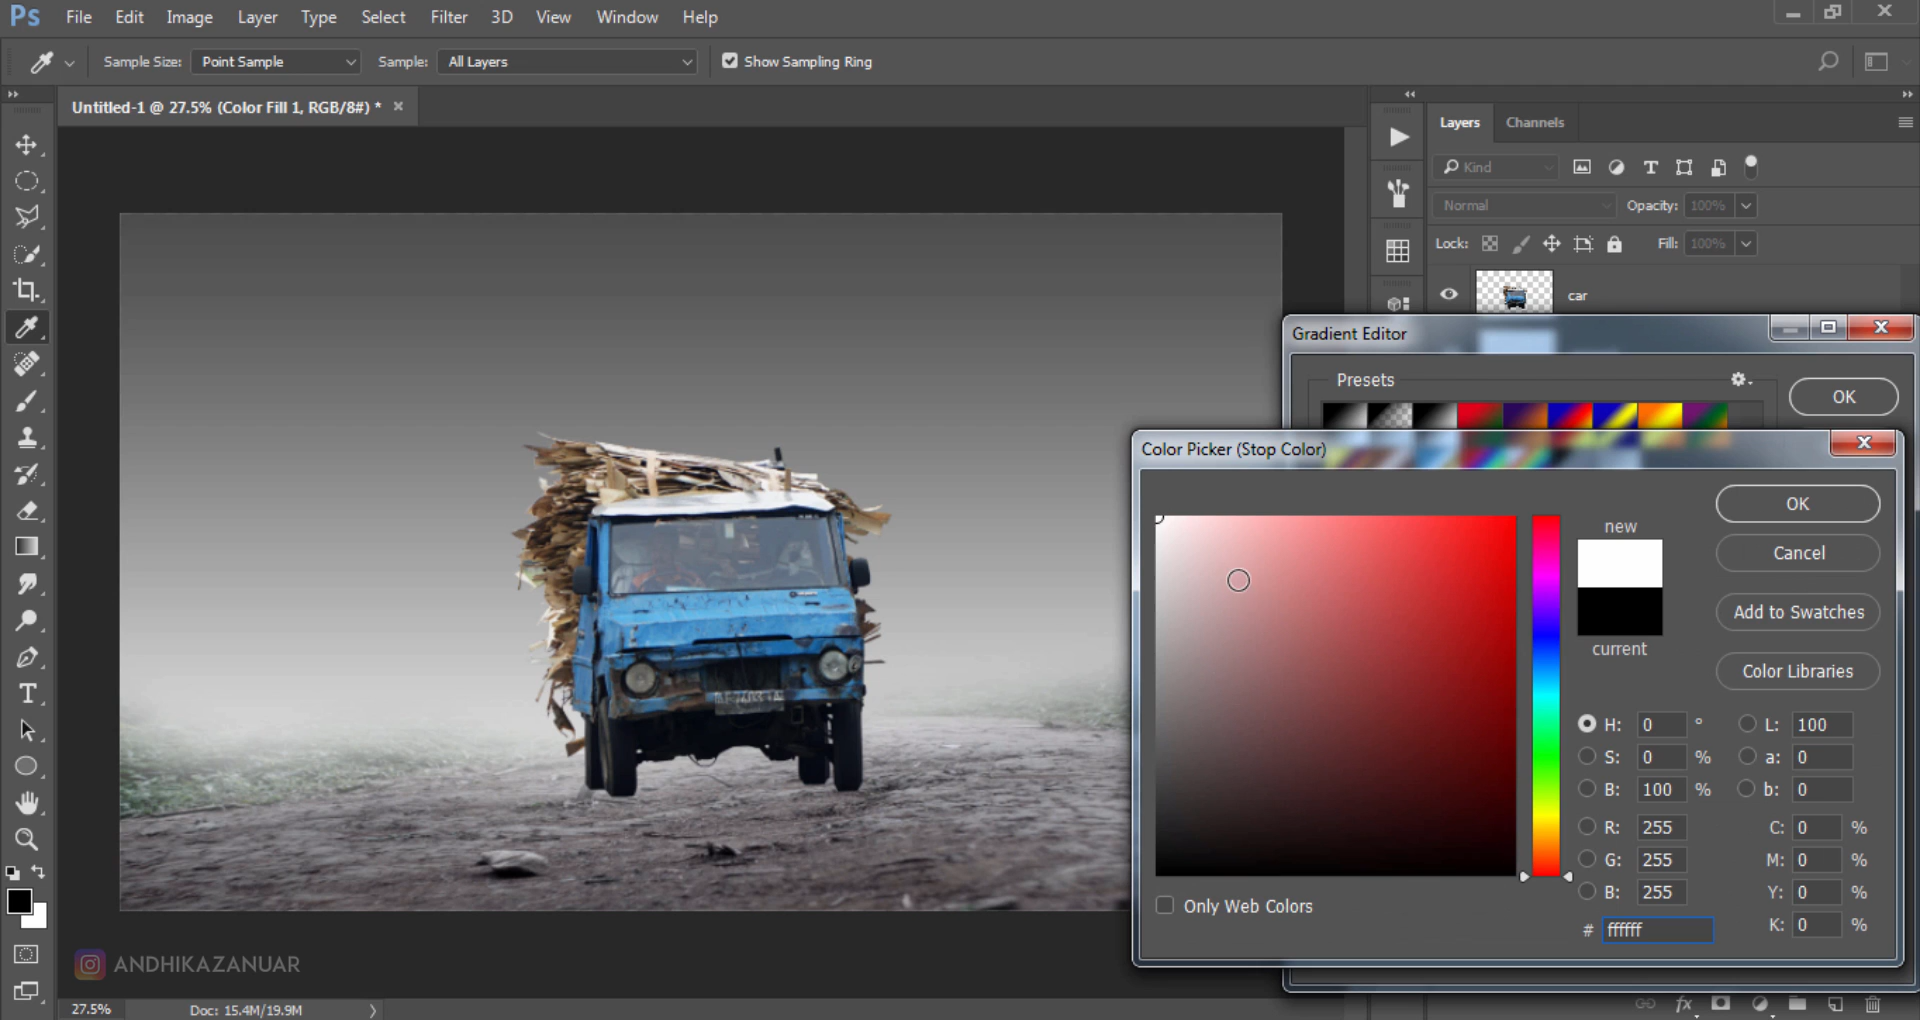 Ps File Edit Image Layer Type Select Filter 3D View Window Help
Sample Size: Point Sample Sample: All Layers Show Sampling Ring
Untitled-1 @ 27.5% (Color Fill 1, RGB/8#) *
Layers Channels
Kind
Normal Opacity: 100%
Lock: Fill: 100%
car
Gradient Editor
Presets
OK
Color Picker (Stop Color)
OK
new
Cancel
Add to Swatches
current
Color Libraries
H: 0 ° L: 100
S: 0 % a: 0
B: 100 % b: 0
R: 255 C: 0 %
G: 255 M: 0 %
B: 255 Y: 0 %
# ffffff K: 0 %
Only Web Colors
ANDHIKAZANUAR
27.5% Doc: 15.4M/19.9M
fx